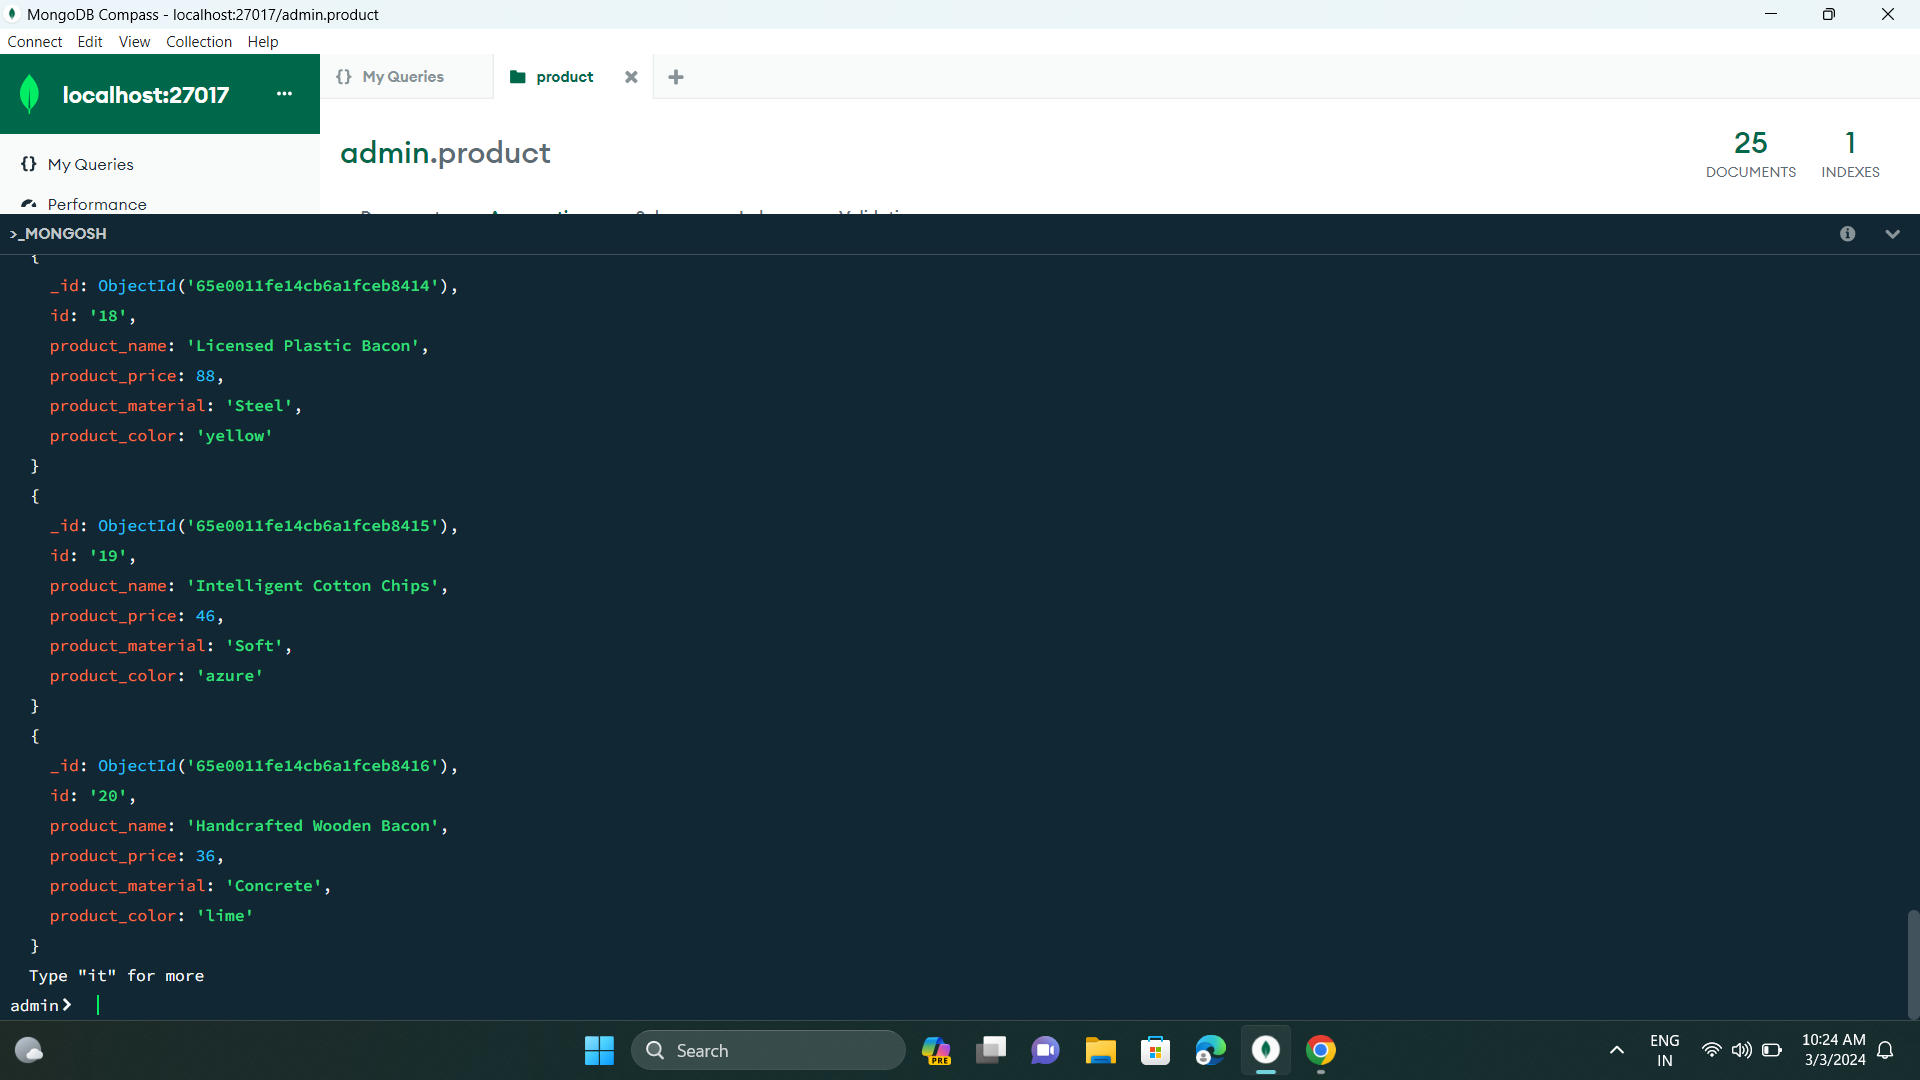 MongoDB Compass - localhost:27017/admin.product
Connect Edit View Collection Help
localhost:27017 ...
{} My Queries
product
admin.product
25
DOCUMENTS
1
INDEXES
{} My Queries
Performance
>_MONGOSH
{
_id: ObjectId('65e0011fe14cb6a1fceb8414'),
id: '18',
product_name: 'Licensed Plastic Bacon',
product_price: 88,
product_material: 'Steel',
product_color: 'yellow'
}
{
_id: ObjectId('65e0011fe14cb6a1fceb8415'),
id: '19',
product_name: 'Intelligent Cotton Chips',
product_price: 46,
product_material: 'Soft',
product_color: 'azure'
}
{
_id: ObjectId('65e0011fe14cb6a1fceb8416'),
id: '20',
product_name: 'Handcrafted Wooden Bacon',
product_price: 36,
product_material: 'Concrete',
product_color: 'lime'
}
Type "it" for more
admin>
Search
PRE
ENG
IN
10:24 AM
3/3/2024